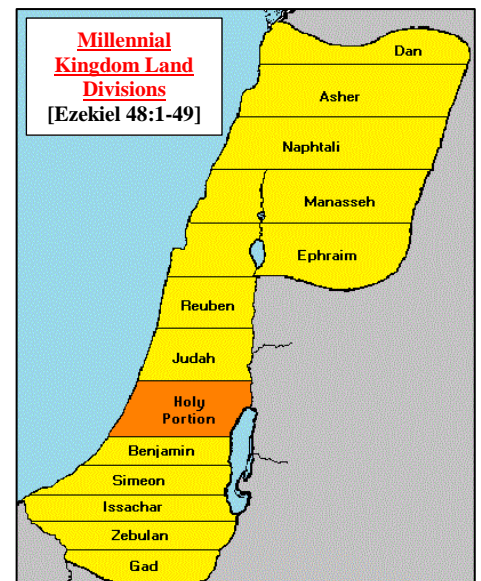 Millennial
Kingdom Land
Divisions
[Ezekiel 48:1-49]
Dan
Asher
Naphtali
Manasseh
Ephraim
Reuben
Judah
Holy
Portion
Benjamin
Simeon
Issachar
Zebulan
Gad